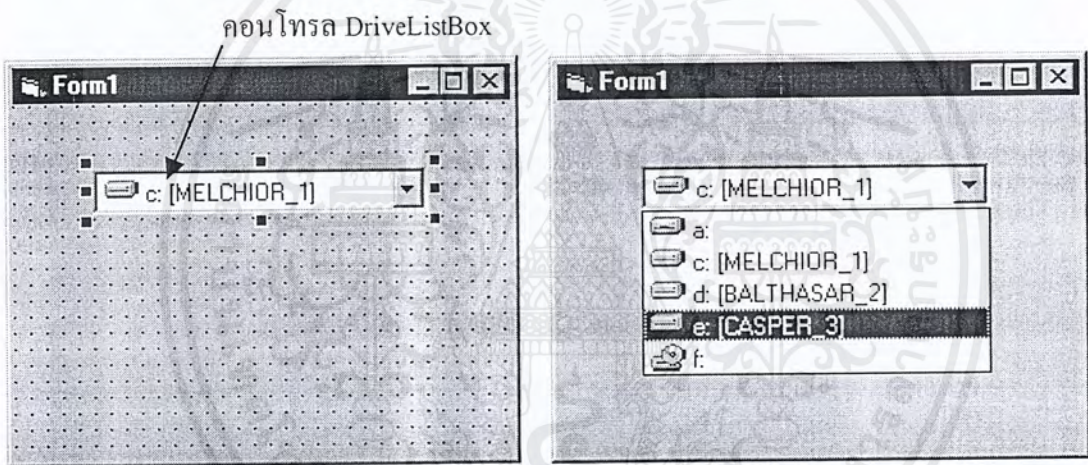 คอนโทรล DriveListBox
Form1
c: [MELCHIOR_1]
Form1
c: [MELCHIOR_1]
a:
c: [MELCHIOR_1]
d: [BALTHASAR_2]
e: [CASPER_3]
f: